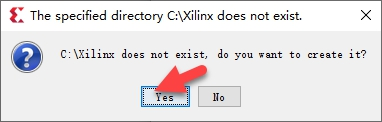 The specified directory C:\Xilinx does not exist.
C:\Xilinx does not exist, do you want to create it?
Yes
No